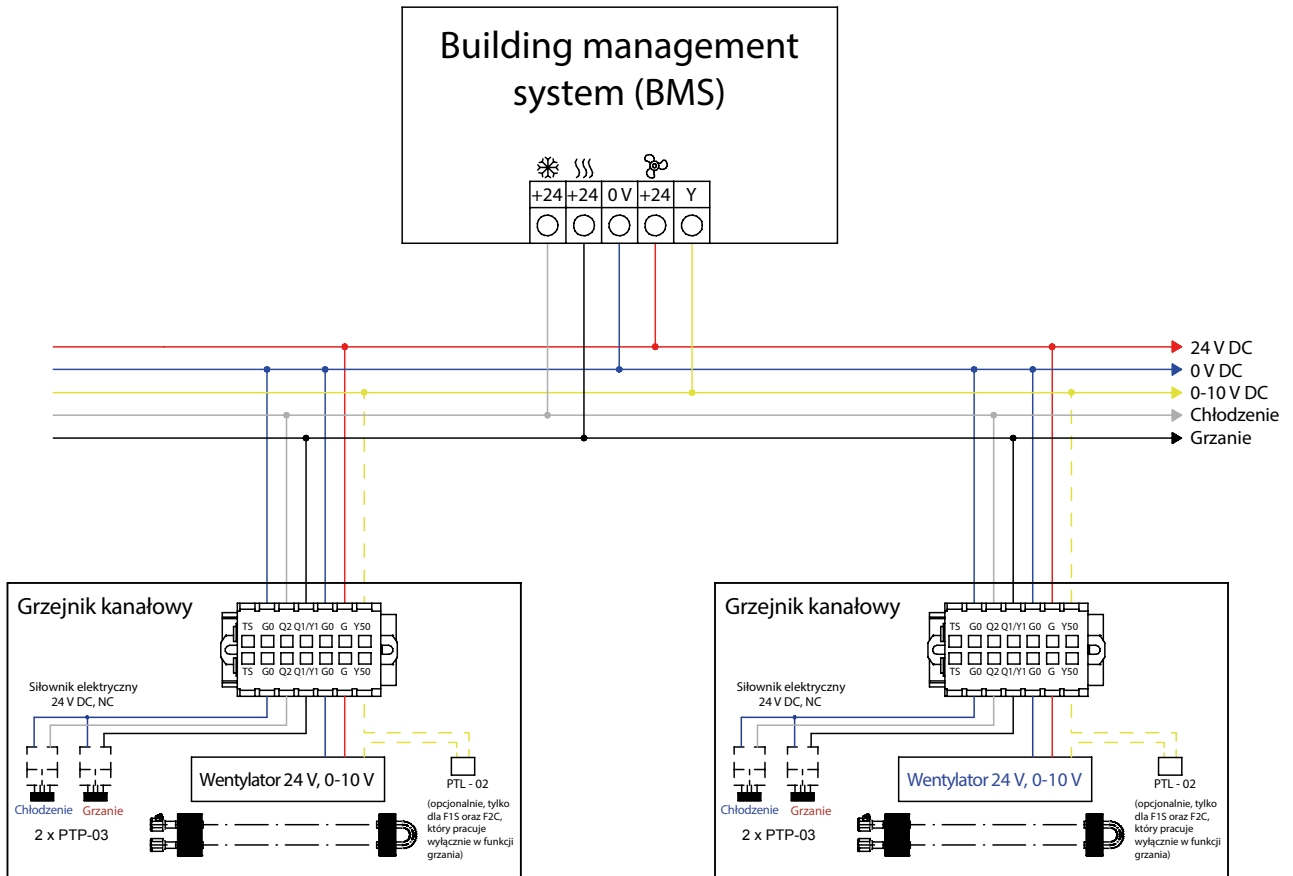 Building management
system (BMS)
+24 +24 0 V +24 Y
24 V DC
0 V DC
0-10 V DC
Chłodzenie
Grzanie
Grzejnik kanałowy
TS G0 Q2 Q1/Y1 G0 G Y50
TS G0 Q2 Q1/Y1 G0 G Y50
Siłownik elektryczny
24 V DC, NC
Wentylator 24 V, 0-10 V
PTL - 02
Chłodzenie Grzanie
2 x PTP-03
(opcjonalnie, tylko
dla F1S oraz F2C,
który pracuje
wyłącznie w funkcji
grzania)
Grzejnik kanałowy
TS G0 Q2 Q1/Y1 G0 G Y50
TS G0 Q2 Q1/Y1 G0 G Y50
Siłownik elektryczny
24 V DC, NC
Wentylator 24 V, 0-10 V
PTL - 02
Chłodzenie Grzanie
2 x PTP-03
(opcjonalnie, tylko
dla F1S oraz F2C,
który pracuje
wyłącznie w funkcji
grzania)